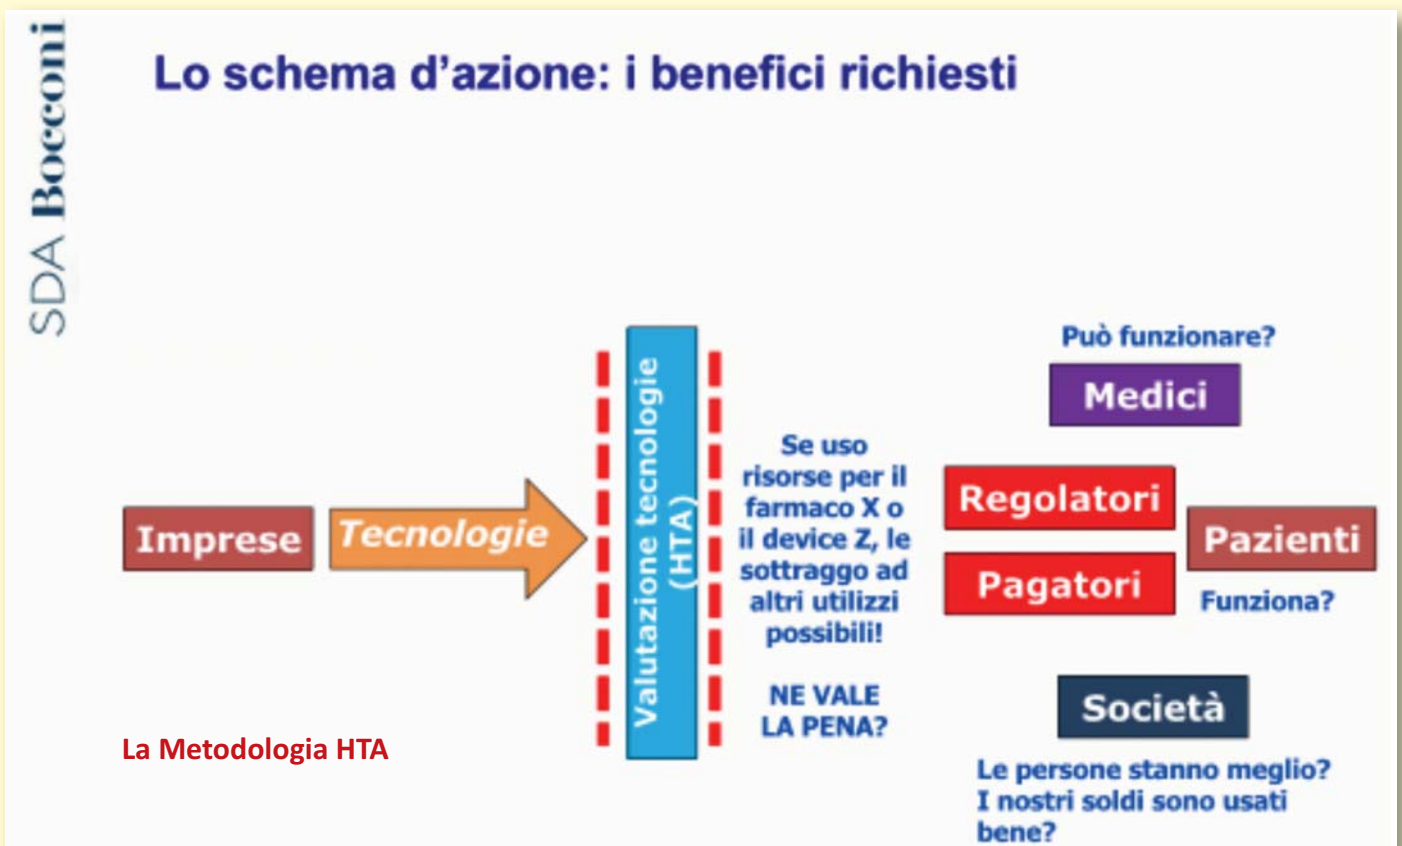 SDA Bocconi
Lo schema d'azione: i benefici richiesti
Imprese
Tecnologie
Valutazione tecnologie
(HTA)
Se uso
risorse per il
farmaco X o
il device Z, le
sottraggo ad
altri utilizzi
possibili!
NE VALE
LA PENA?
Può funzionare?
Medici
Regolatori
Pagatori
Pazienti
Funziona?
Società
Le persone stanno meglio?
I nostri soldi sono usati
bene?
La Metodologia HTA